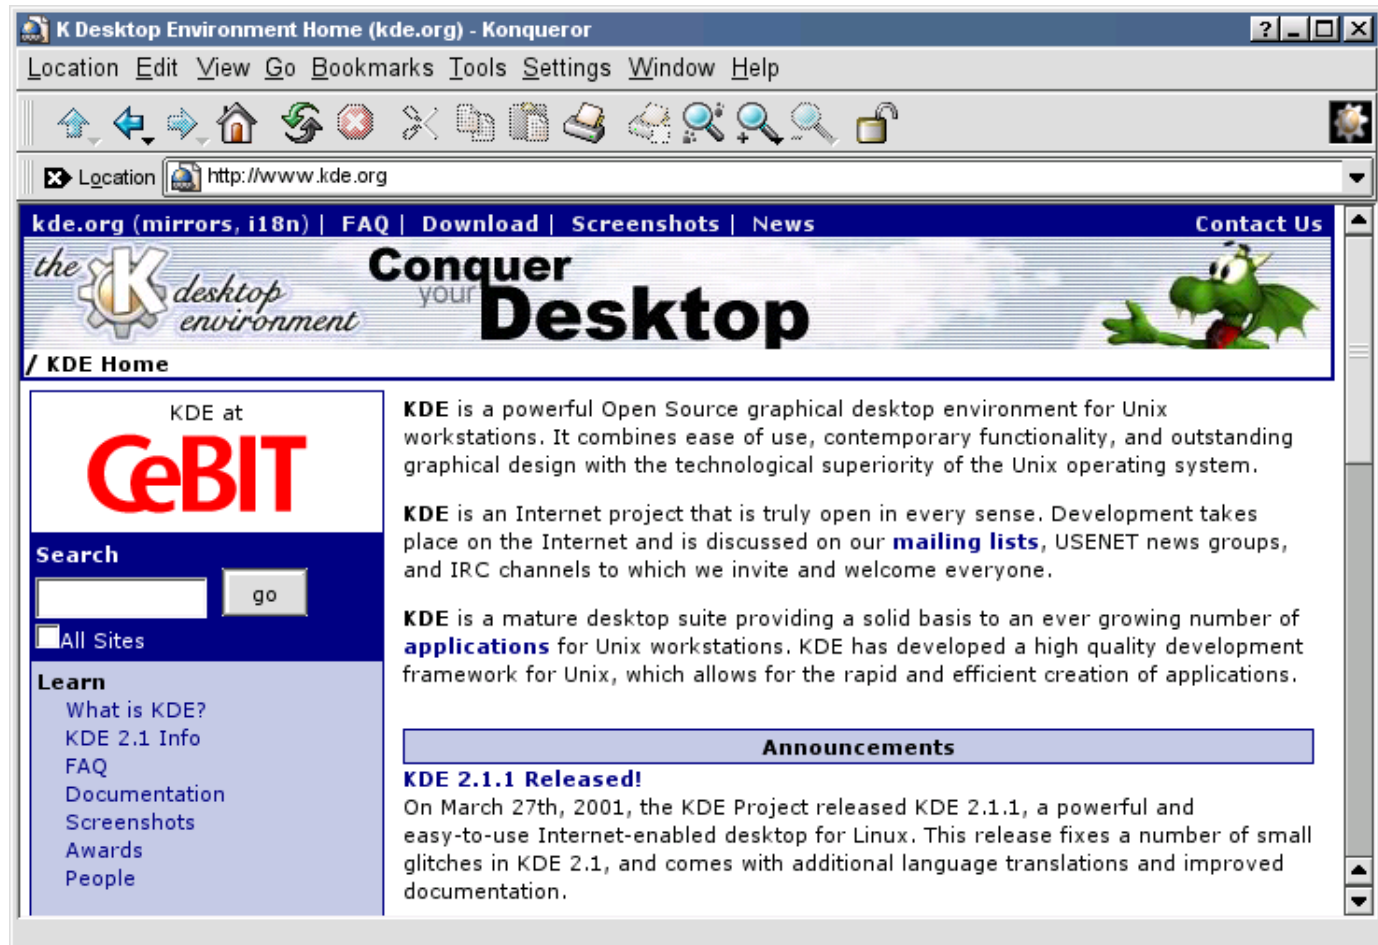 K Desktop Environment Home (kde.org) - Konqueror
Location Edit View Go Bookmarks Tools Settings Window Help
Location http://www.kde.org
kde.org (mirrors, i18n) | FAQ | Download | Screenshots | News Contact Us
the K desktop environment
Conquer
your Desktop
/ KDE Home
KDE at
CeBIT
Search
go
All Sites
Learn
What is KDE?
KDE 2.1 Info
FAQ
Documentation
Screenshots
Awards
People
KDE is a powerful Open Source graphical desktop environment for Unix
workstations. It combines ease of use, contemporary functionality, and outstanding
graphical design with the technological superiority of the Unix operating system.
KDE is an Internet project that is truly open in every sense. Development takes
place on the Internet and is discussed on our mailing lists, USENET news groups,
and IRC channels to which we invite and welcome everyone.
KDE is a mature desktop suite providing a solid basis to an ever growing number of
applications for Unix workstations. KDE has developed a high quality development
framework for Unix, which allows for the rapid and efficient creation of applications.
Announcements
KDE 2.1.1 Released!
On March 27th, 2001, the KDE Project released KDE 2.1.1, a powerful and
easy-to-use Internet-enabled desktop for Linux. This release fixes a number of small
glitches in KDE 2.1, and comes with additional language translations and improved
documentation.